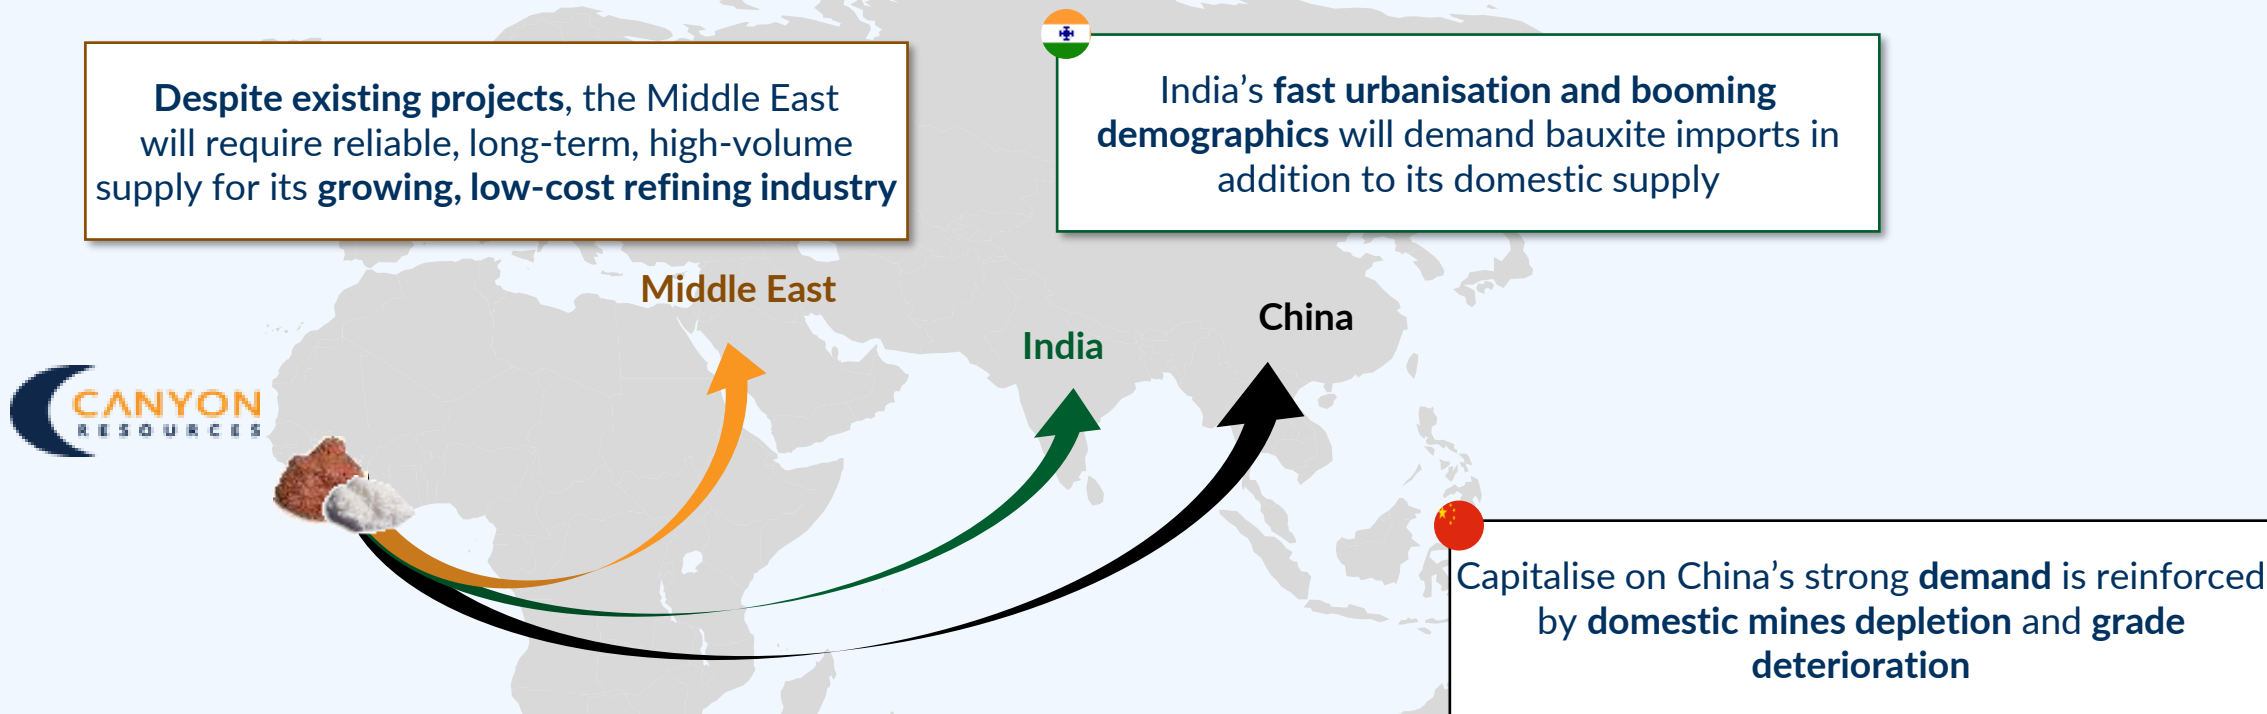 Despite existing projects, the Middle East
will require reliable, long-term, high-volume
supply for its growing, low-cost refining industry
India’s fast urbanisation and booming
demographics will demand bauxite imports in
addition to its domestic supply
Middle East
India
China
CANYON
RESOURCES
Capitalise on China’s strong demand is reinforced
by domestic mines depletion and grade
deterioration